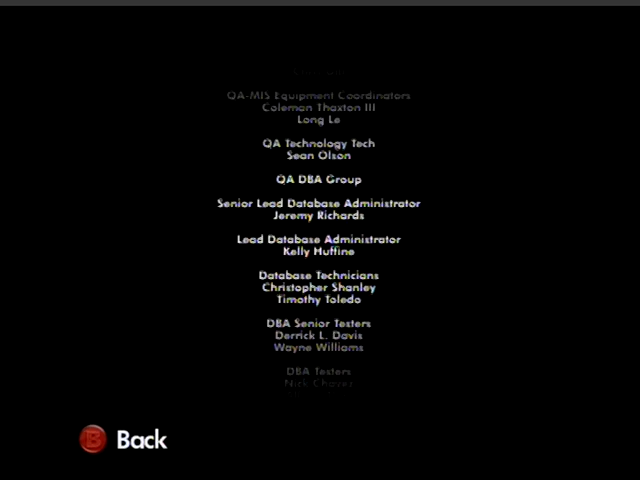 QA-MIS Equipment Coordinators
Coleman Thaxton III
Long Le
QA Technology Tech
Sean Olson
QA DBA Group
Senior Lead Database Administrator
Jeremy Richards
Lead Database Administrator
Kelly Huffine
Database Technicians
Christopher Shanley
Timothy Toledo
DBA Senior Testers
Derrick L. Davis
Wayne Williams
DBA Testers
Nick Chavez
B Back